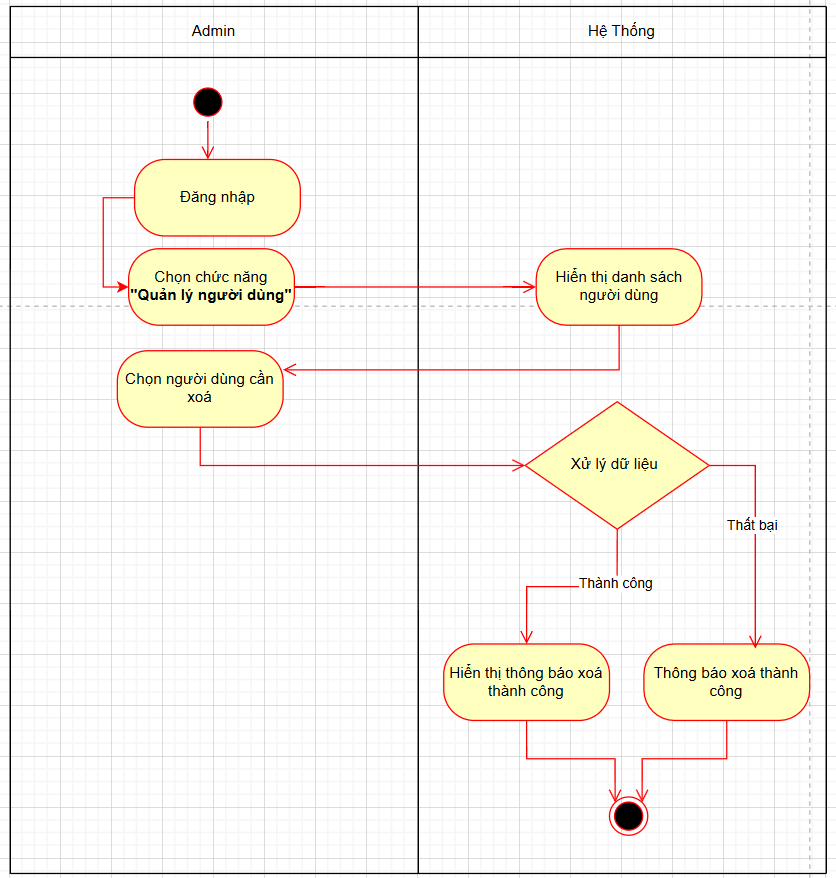 Admin
Hệ Thống
Đăng nhập
Chọn chức năng
"Quản lý người dùng"
Hiển thị danh sách
người dùng
Chọn người dùng cần
xoá
Xử lý dữ liệu
Thất bại
Thành công
Hiển thị thông báo xoá
thành công
Thông báo xoá thành
công